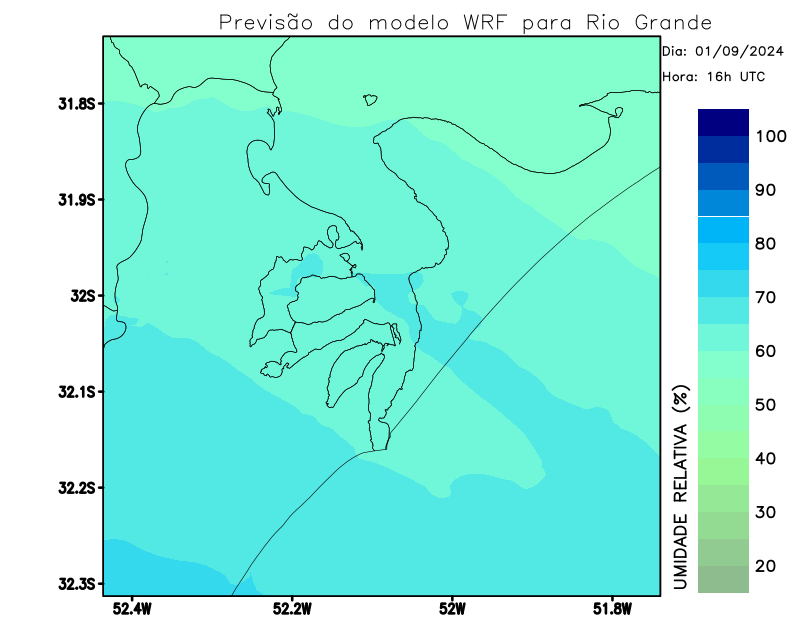 Previsão do modelo WRF para Rio Grande
Dia: 01/09/2024
Hora: 16h UTC
31.8S
31.9S
32S
32.1S
32.2S
32.3S
52.4W
52.2W
52W
51.8W
UMIDADE RELATIVA (%)
100
90
80
70
60
50
40
30
20